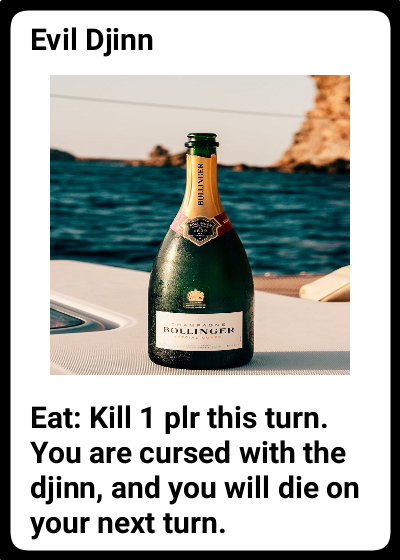 Evil Djinn
BOLLINGER
CHAMPAGNE
BOLLINGER
Eat: Kill 1 plr this turn.
You are cursed with the
djinn, and you will die on
your next turn.